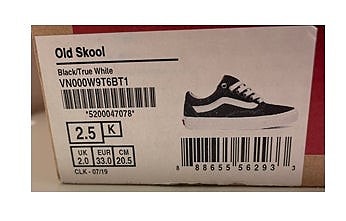 Old Skool
Black/True White
VN000W9T6BT1
*5200047078*
2.5 K
UK EUR CM
2.0 33.0 20.5
CLK - 07/19
8 88655 56293 3